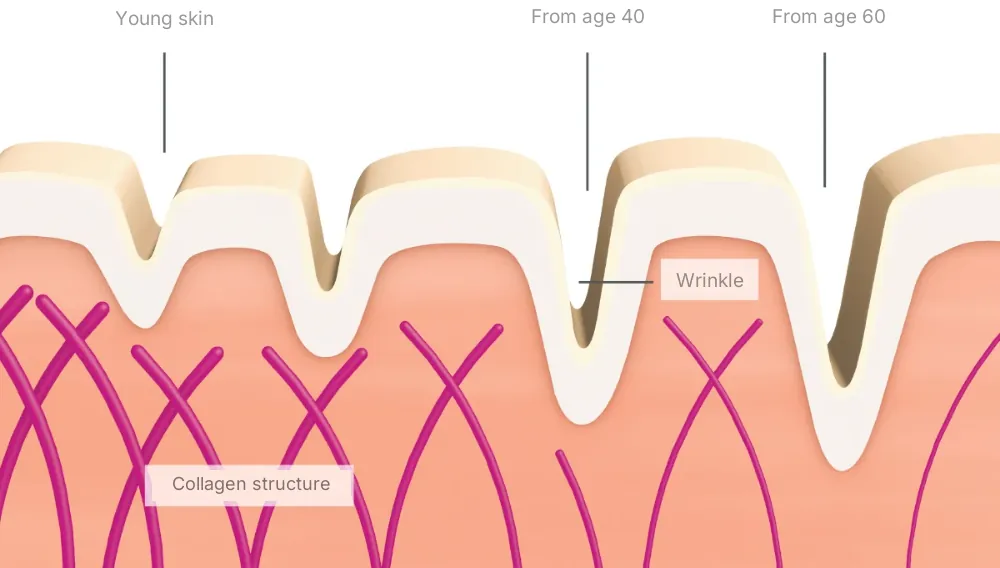 Young skin
From age 40
From age 60
Wrinkle
Collagen structure